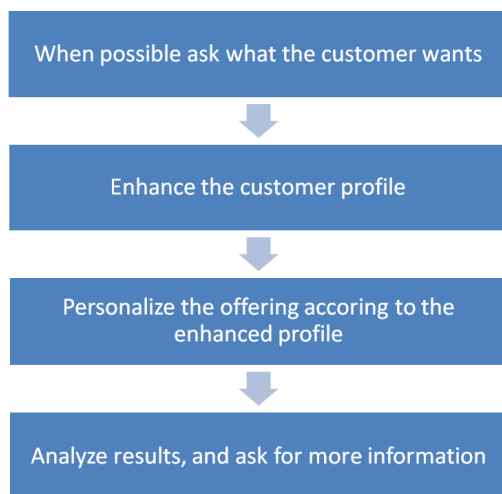 When possible ask what the customer wants
Enhance the customer profile
Personalize the offering accoring to the
enhanced profile
Analyze results, and ask for more information